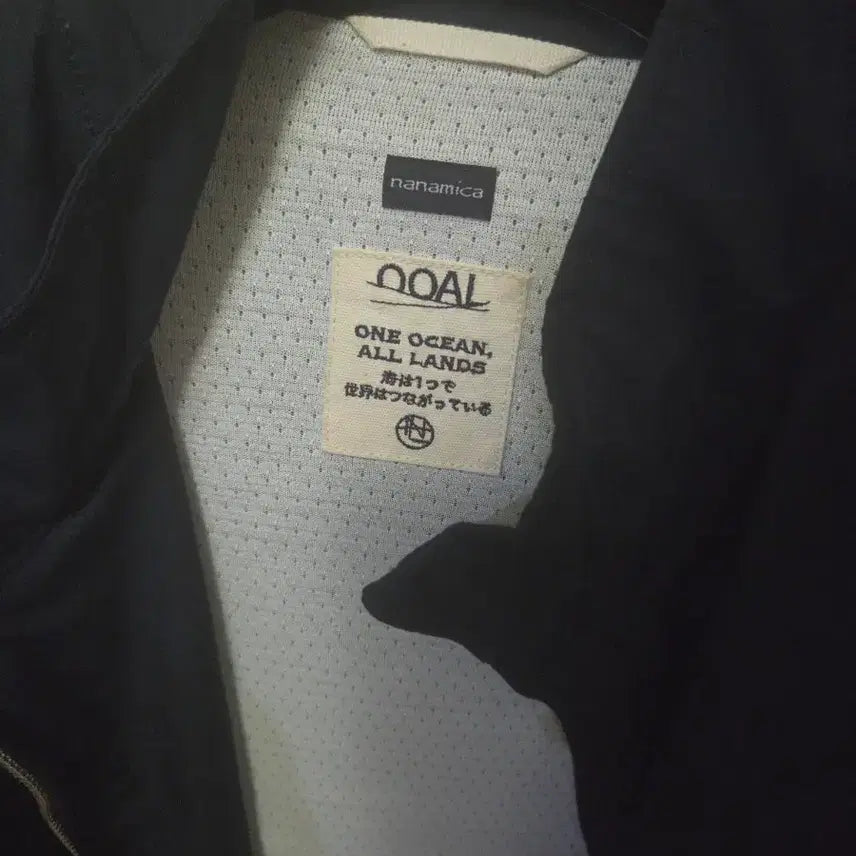 nanamica
OOAL
ONE OCEAN,
ALL LANDS
海は1つで
世界はつながっている